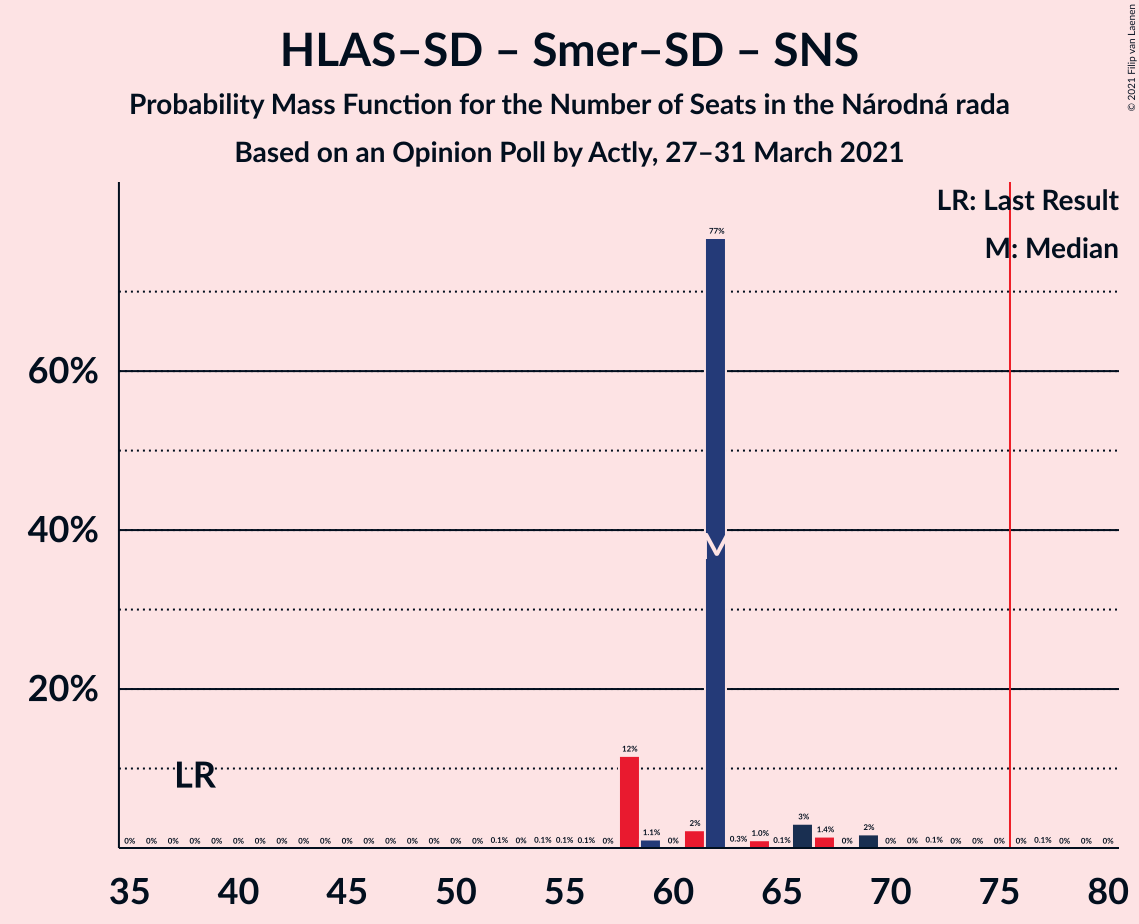 © 2021 Filip van Laenen
HLAS–SD – Smer–SD – SNS
Probability Mass Function for the Number of Seats in the Národná rada
Based on an Opinion Poll by Actly, 27–31 March 2021
LR: Last Result
M: Median
77%
60%
40%
M
20%
LR
12%
0% 0% 0% 0% 0% 0% 0% 0% 0% 0% 0% 0% 0% 0% 0% 0% 0% 0.1% 0% 0.1% 0.1% 0.1% 0% 1.1% 0% 2% 0.3% 1.0% 0.1% 3% 1.4% 0% 2% 0% 0% 0.1% 0% 0% 0% 0% 0.1% 0% 0% 0%
35 40 45 50 55 60 65 70 75 80